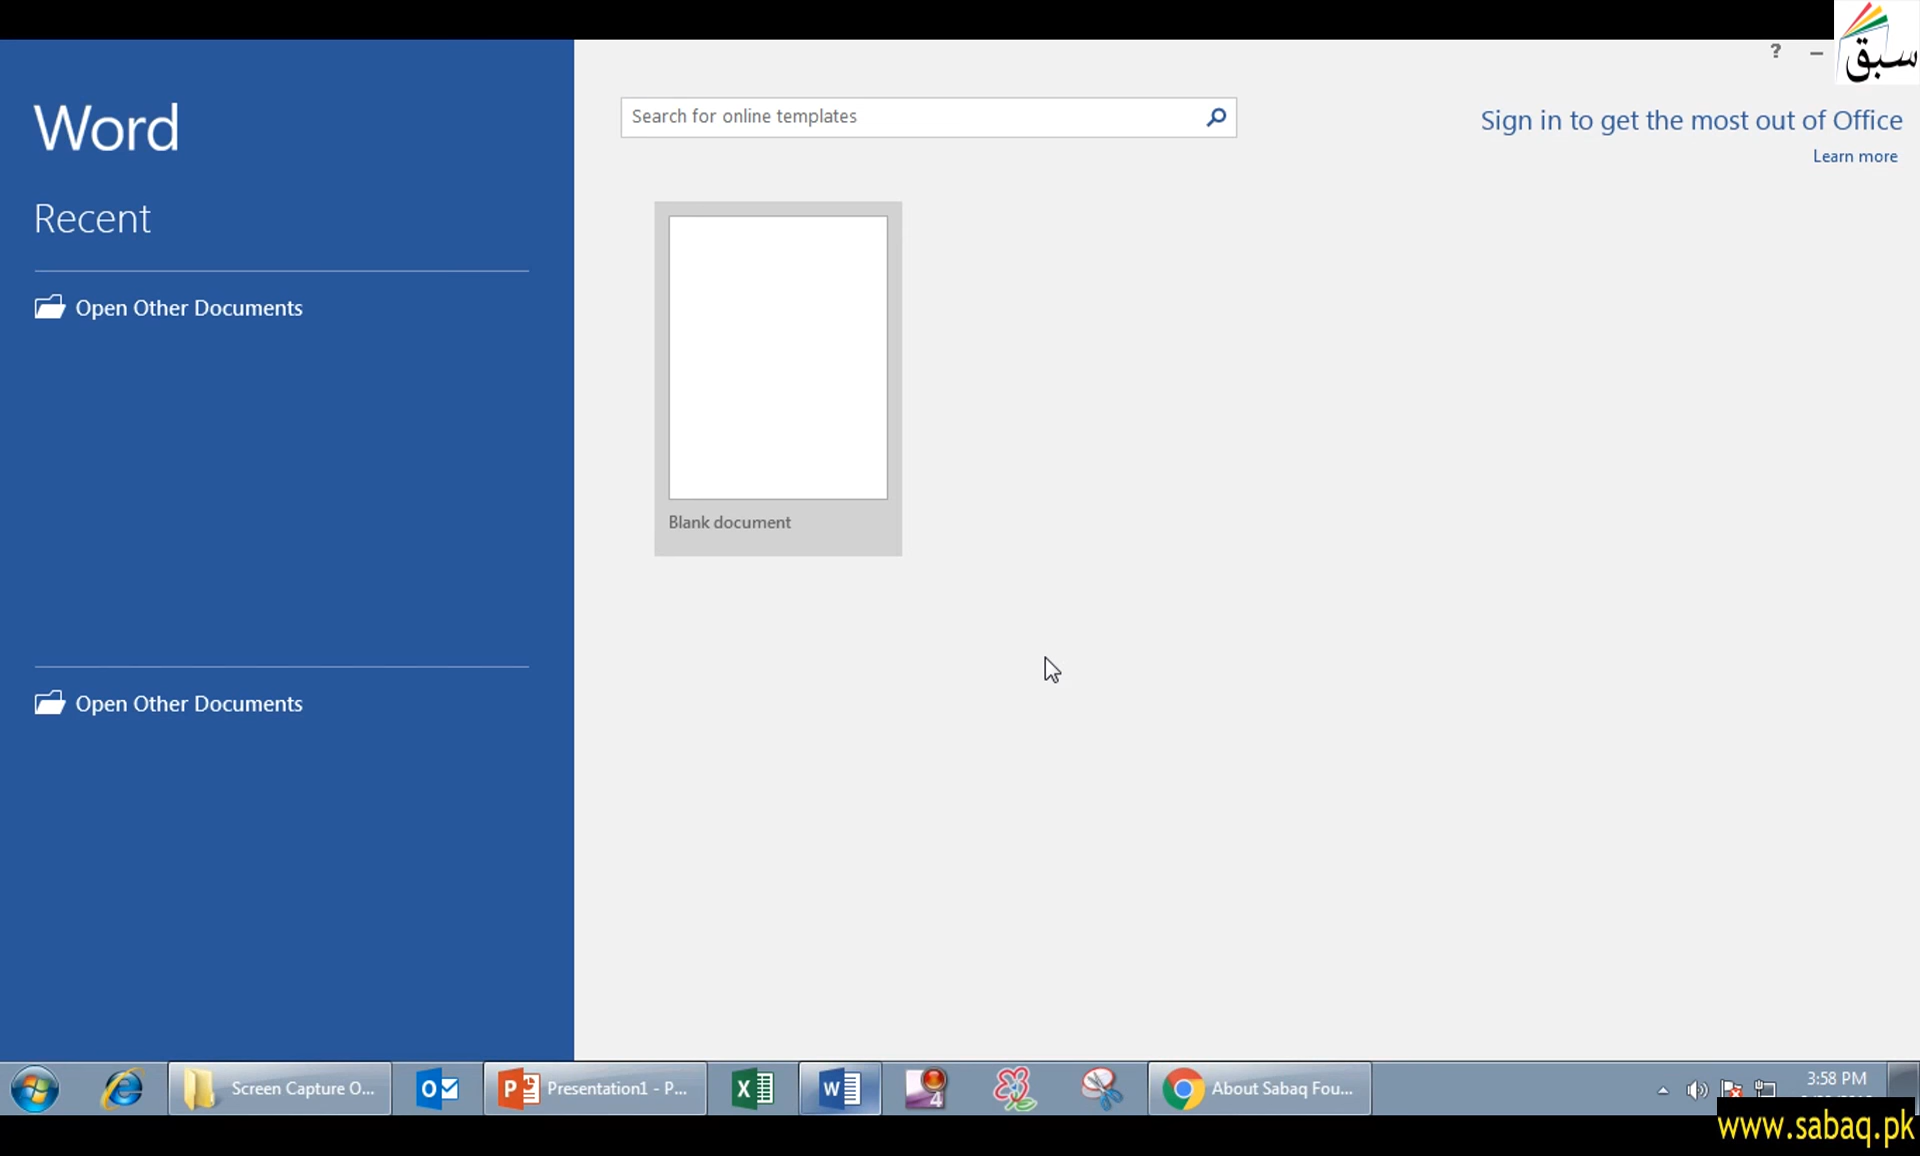 سبق
?
Word
Search for online templates
Sign in to get the most out of Office
Learn more
Recent
Open Other Documents
Blank document
Open Other Documents
Screen Capture O...
Presentation1 - P...
About Sabaq Fou...
3:58 PM
www.sabaq.pk